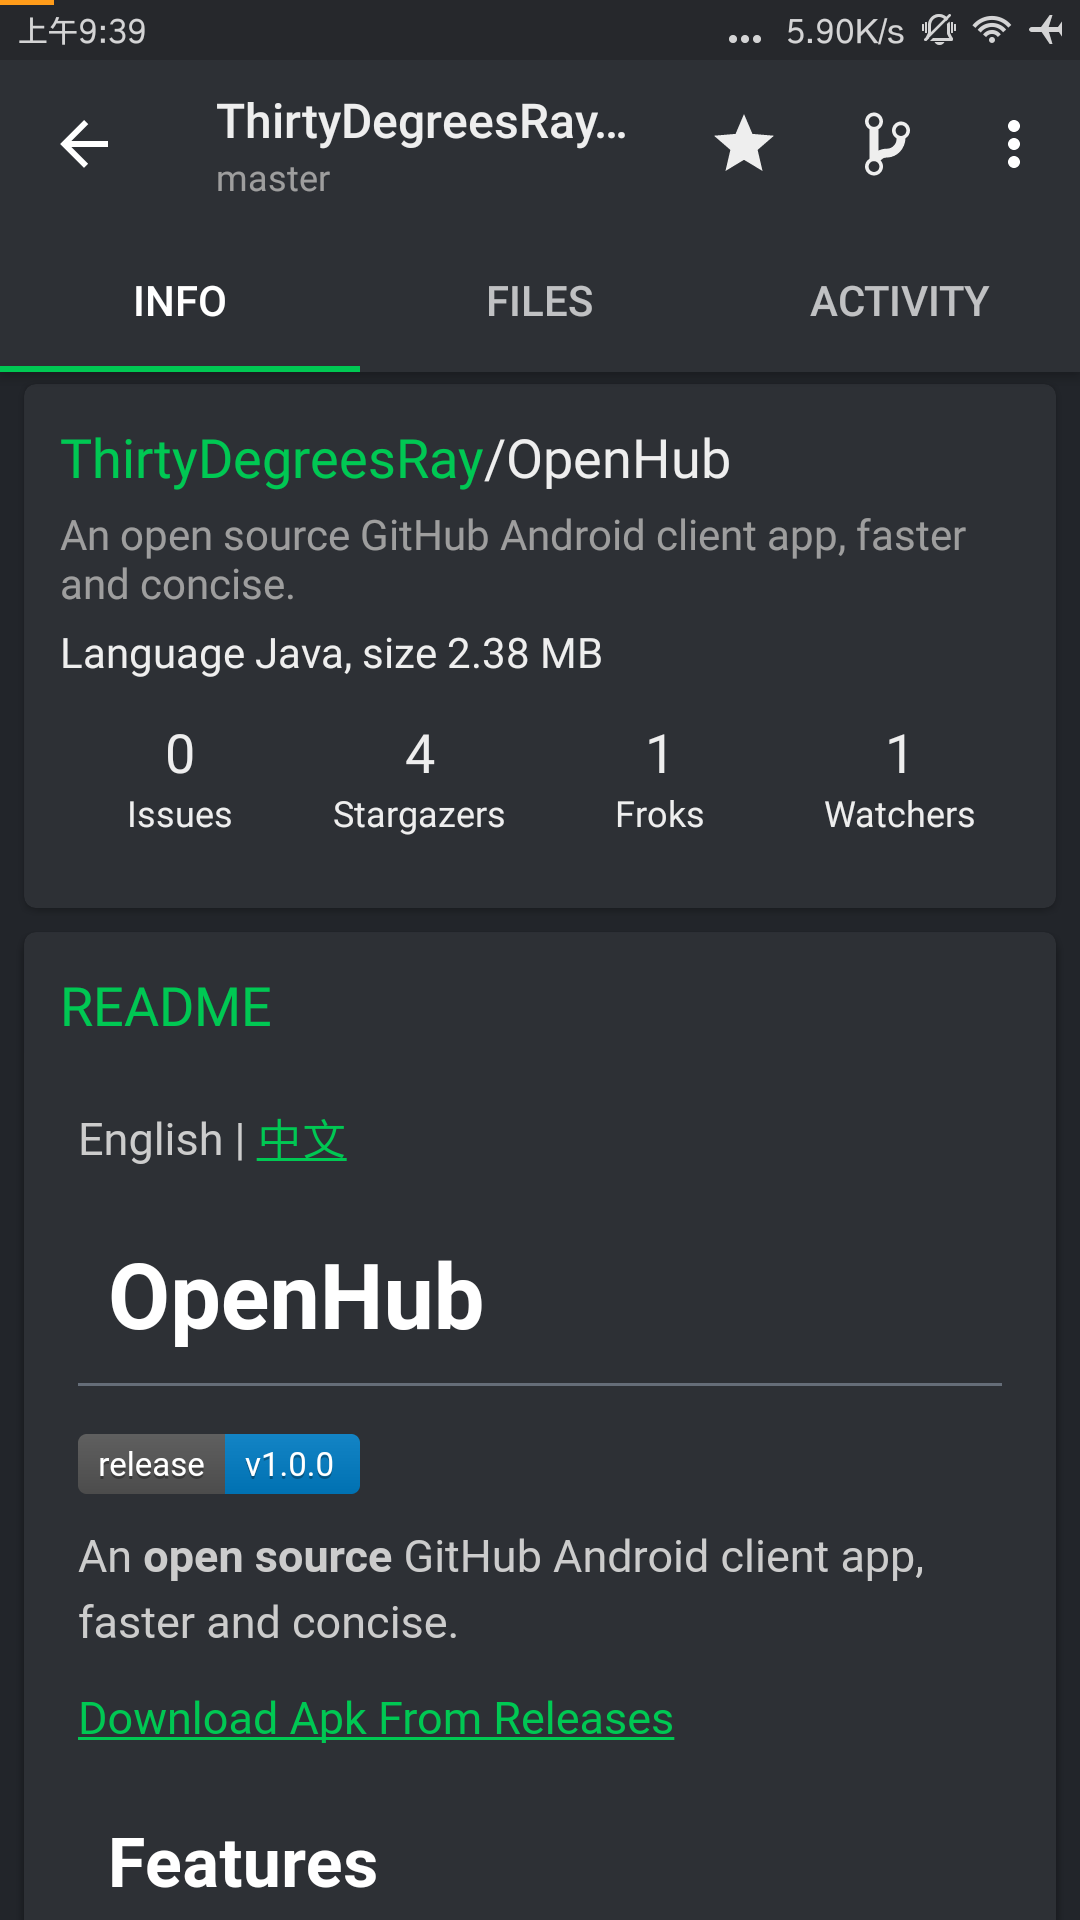 上午9:39
... 5.90K/s
ThirtyDegreesRay...
master
INFO
FILES
ACTIVITY
ThirtyDegreesRay/OpenHub
An open source GitHub Android client app, faster
and concise.
Language Java, size 2.38 MB
0
Issues
4
Stargazers
1
Froks
1
Watchers
README
English | 中文
OpenHub
release v1.0.0
An open source GitHub Android client app,
faster and concise.
Download Apk From Releases
Features